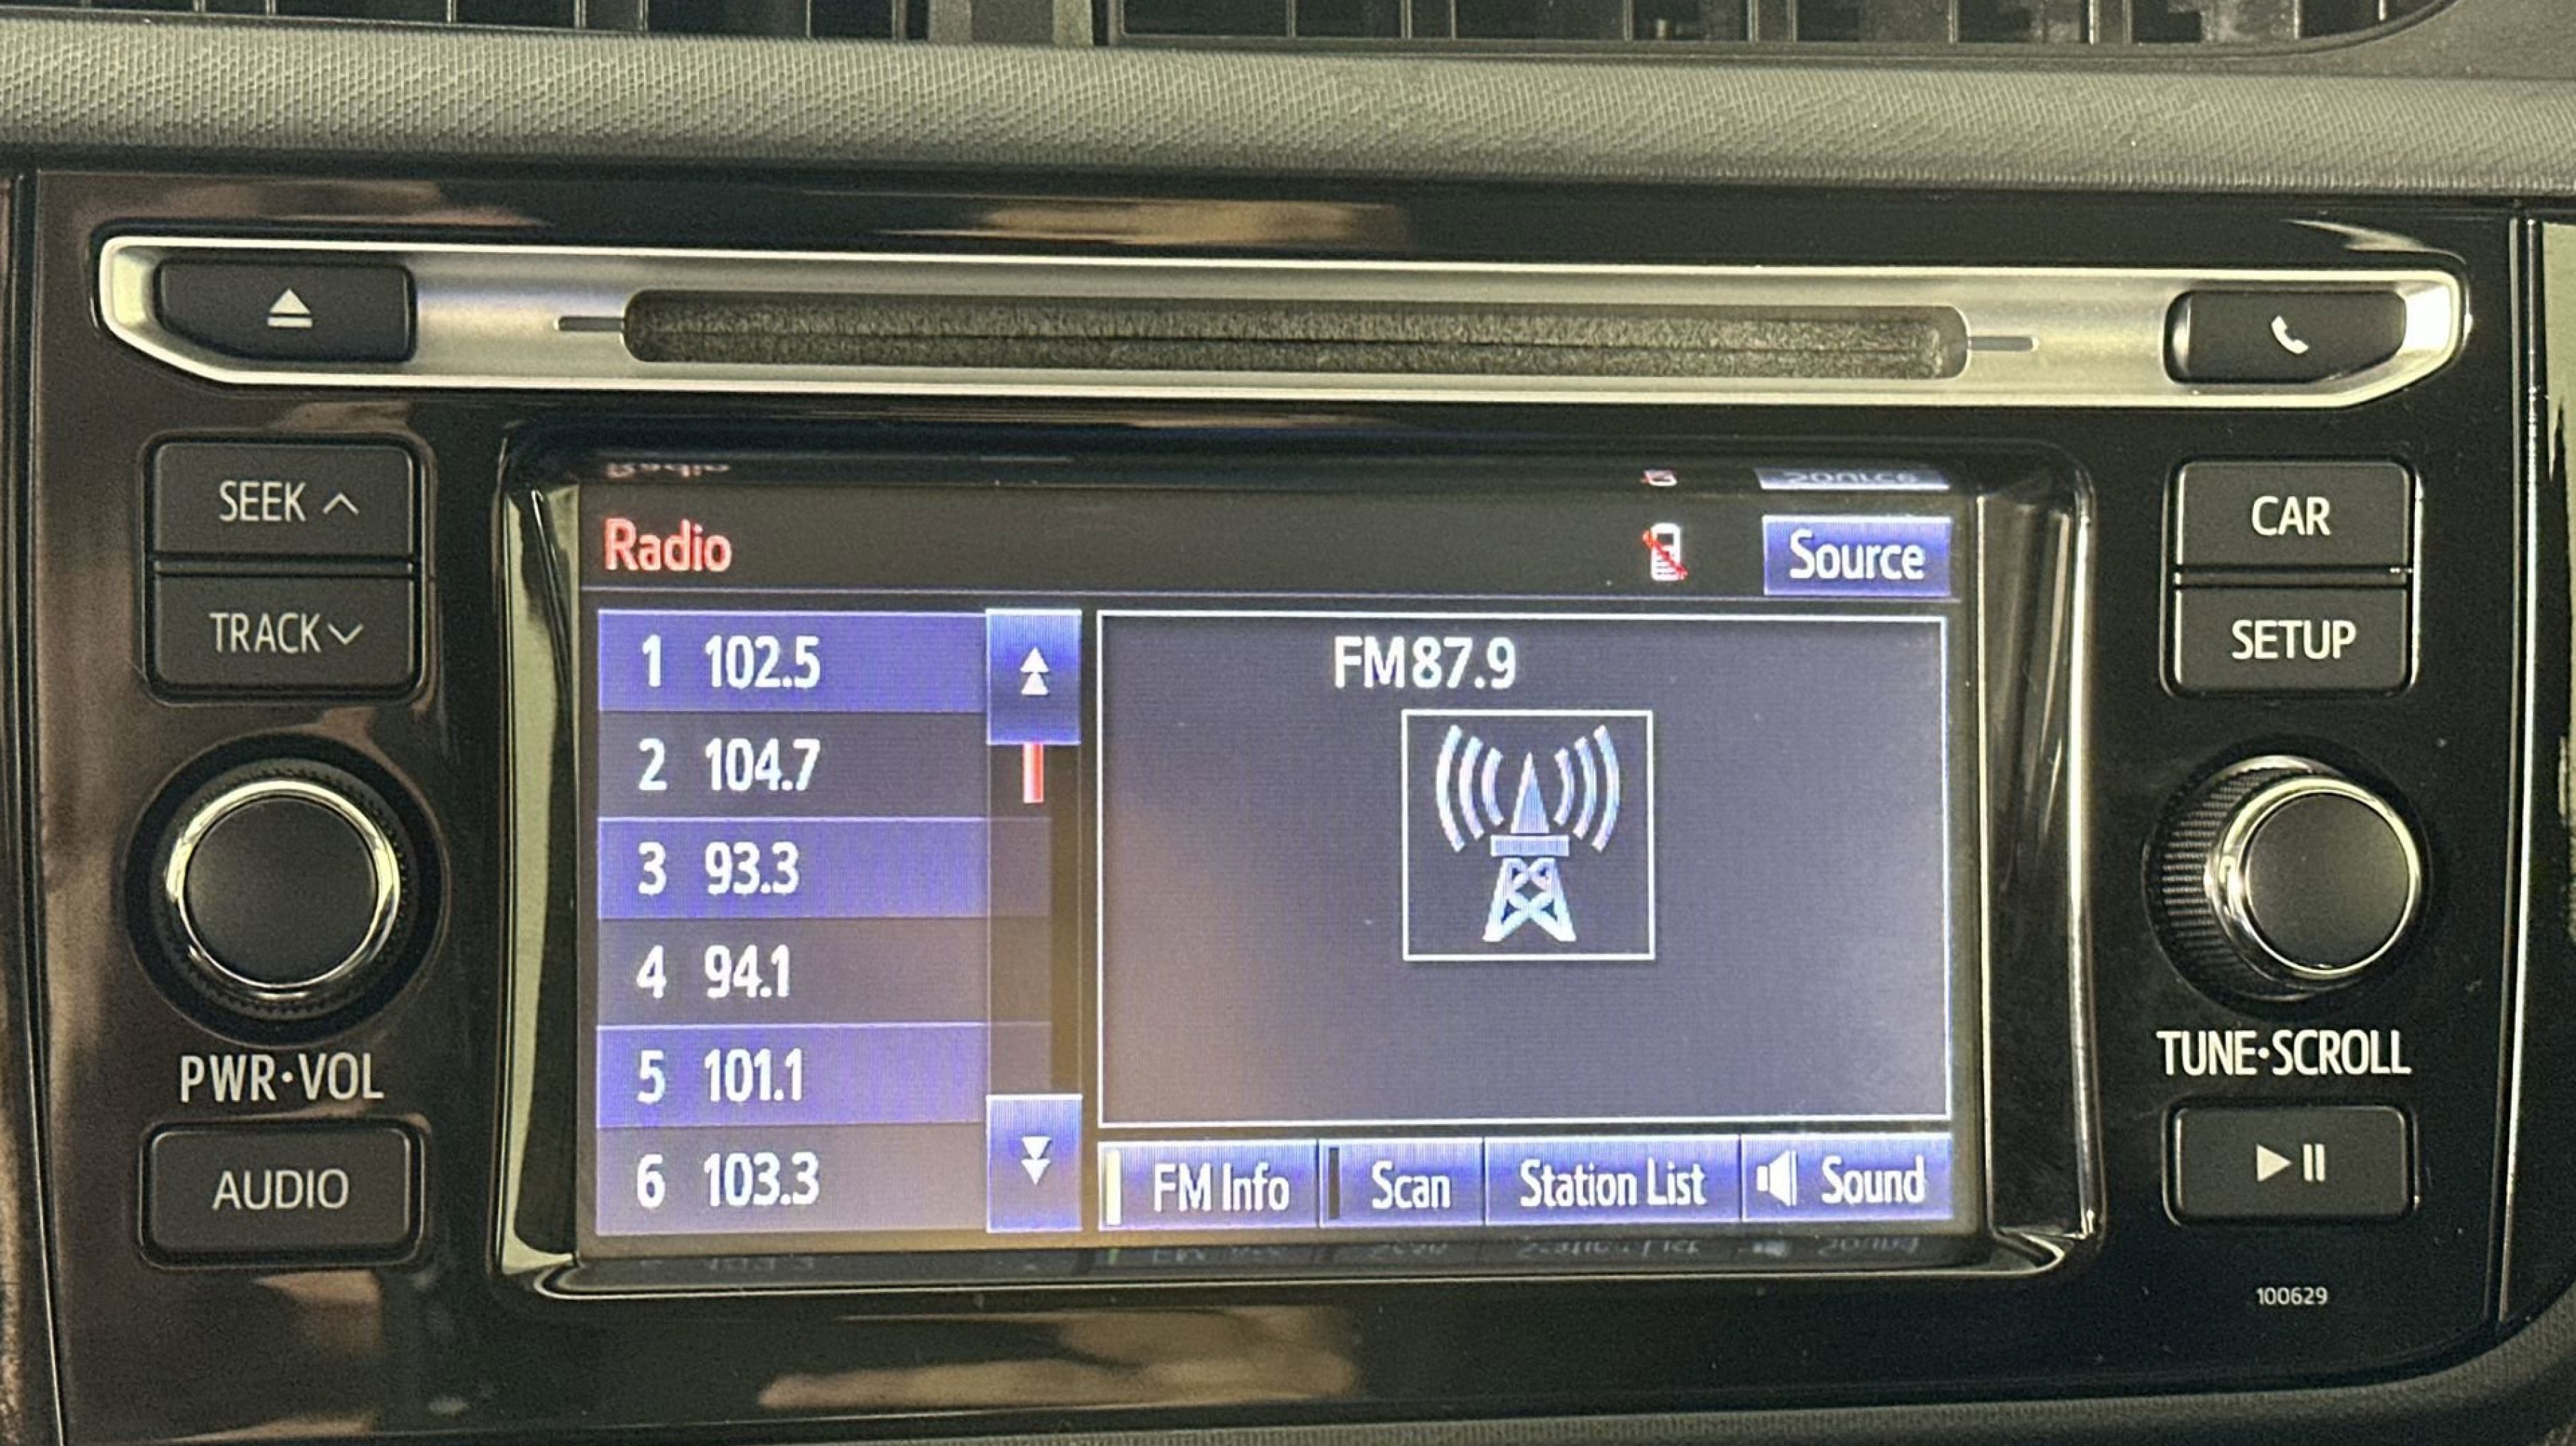 SEEK
TRACK
PWR•VOL
AUDIO
Radio
Source
1 102.5
2 104.7
3 93.3
4 94.1
5 101.1
6 103.3
FM87.9
FM Info
Scan
Station List
Sound
CAR
SETUP
TUNE•SCROLL
100629